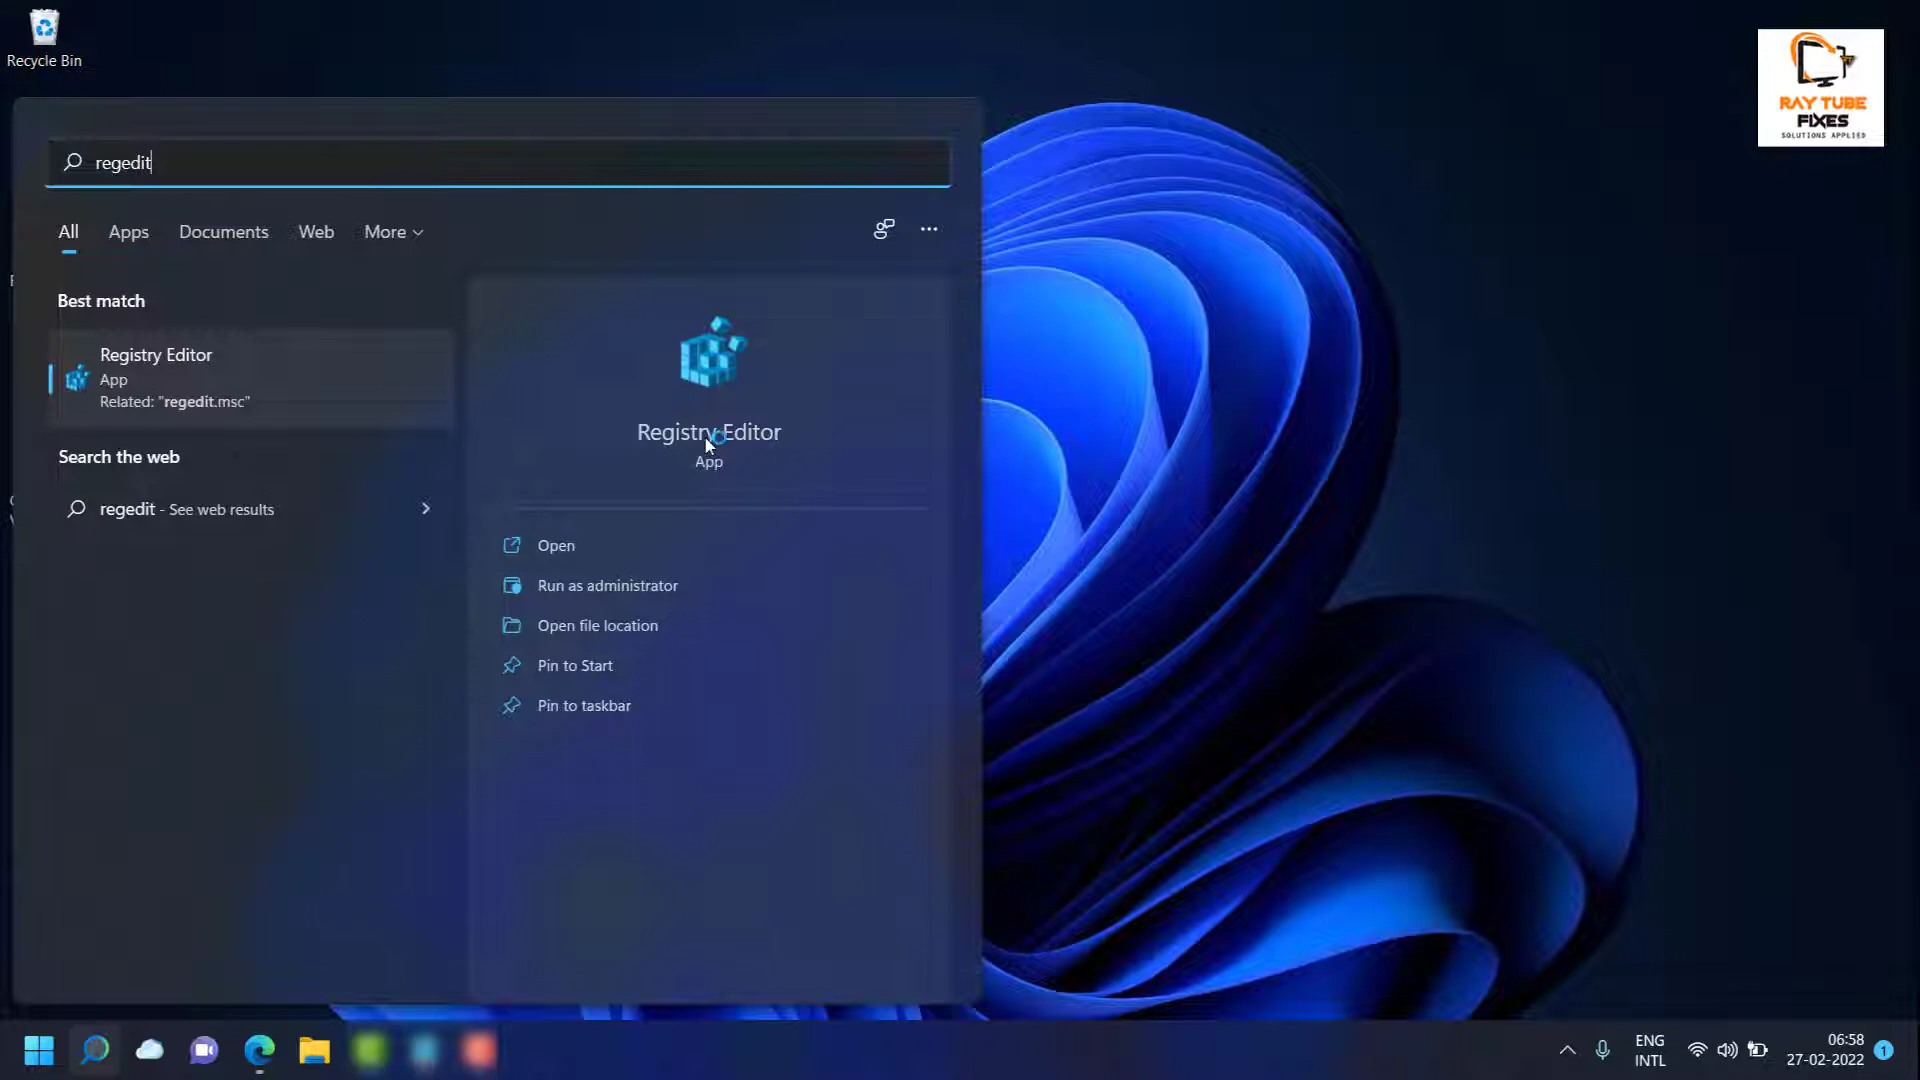 Recycle Bin
RAY TUBE
FIXES
SOLUTIONS APPLIED
regedit
All Apps Documents Web More
Best match
Registry Editor
App
Related: "regedit.msc"
Search the web
regedit - See web results
Registry Editor
App
Open
Run as administrator
Open file location
Pin to Start
Pin to taskbar
ENG
INTL
06:58
27-02-2022
1